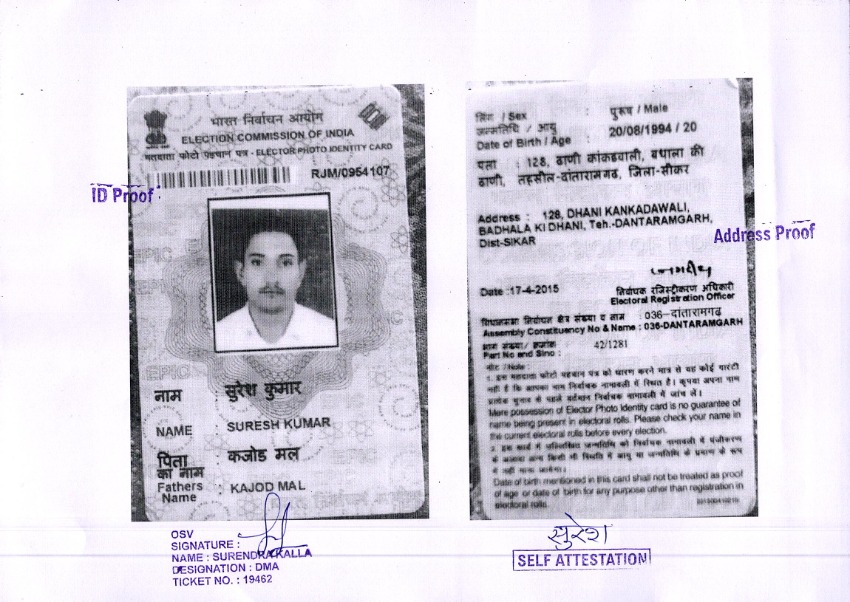 भारत निर्वाचन आयोग
ELECTION COMMISSION OF INDIA
मतदाता फोटो पहचान पत्र - ELECTOR PHOTO IDENTITY CARD
RJM/0954107
ID Proof
नाम : सुरेश कुमार
NAME : SURESH KUMAR
पिता का नाम : कजोड मल
Fathers Name : KAJOD MAL
OSV
SIGNATURE :
NAME : SURENDRA KALLA
DESIGNATION : DMA
TICKET NO. : 19462
लिंग / Sex : पुरुष / Male
जन्मतिथि / आयु
Date of Birth / Age : 20/08/1994 / 20
पता : 128, ढाणी कांकडवाली, बधाला की
ढाणी, तहसील-दांतारामगढ, जिला-सीकर
Address : 128, DHANI KANKADAWALI,
BADHALA KI DHANI, Teh.-DANTARAMGARH,
Dist-SIKAR
Address Proof
Date :17-4-2015
निर्वाचक रजिस्ट्रीकरण अधिकारी
Electoral Registration Officer
विधानसभा निर्वाचन क्षेत्र संख्या व नाम : 036-दांतारामगढ
Assembly Constituency No & Name : 036-DANTARAMGARH
भाग संख्या/ क्रमांक : 42/1281
Part No and Slno :
नोट / Note :
1. इस मतदाता फोटो पहचान पत्र को धारण करने मात्र से यह कोई गारंटी
नहीं है कि आपका नाम निर्वाचक नामावली में स्थित है। कृपया अपना नाम
प्रत्येक चुनाव से पहले वर्तमान निर्वाचक नामावली में जांच लें।
Mere possession of Elector Photo Identity card is no guarantee of
name being present in electoral rolls. Please check your name in
the current electoral rolls before every election.
2. इस कार्ड में उल्लिखित जन्मतिथि को निर्वाचक नामावली में पंजीकरण
के अलावा अन्य किसी भी स्थिति में आयु या जन्मतिथि के प्रमाण के रूप
में नहीं माना जायेगा।
Date of birth mentioned in this card shall not be treated as proof
of age or date of birth for any purpose other than registration in
electoral rolls.
सुरेश
SELF ATTESTATION